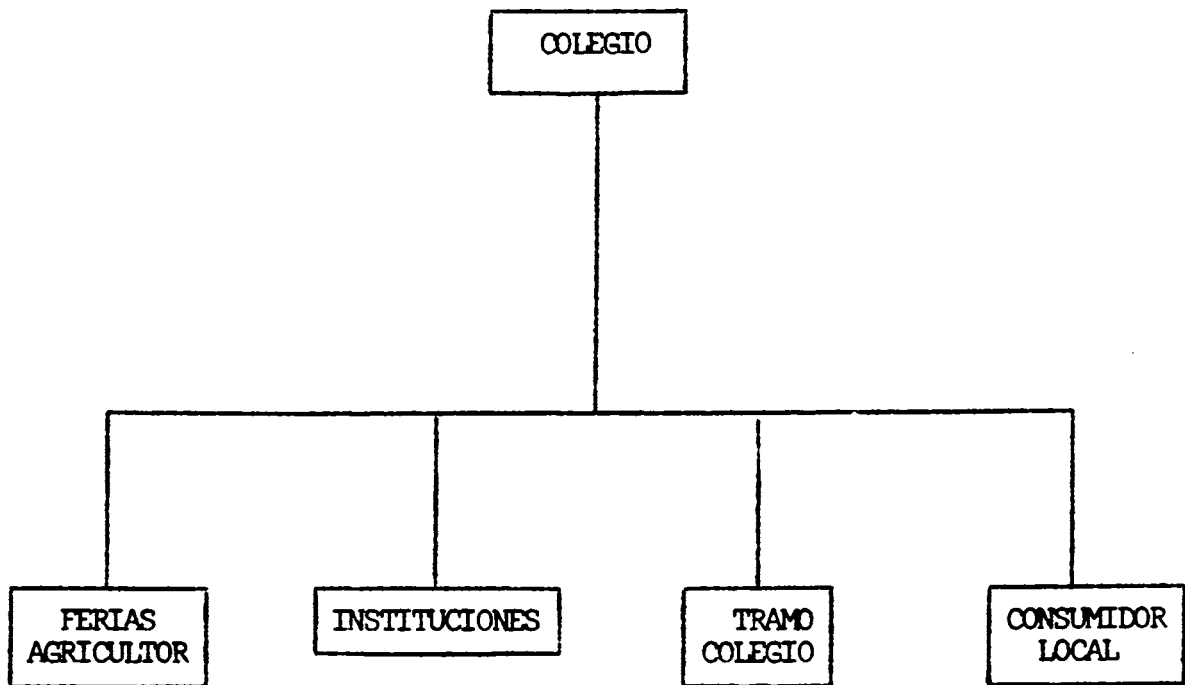 COLEGIO
FERIAS
AGRICULTOR
INSTITUCIONES
TRAMO
COLEGIO
CONSUMIDOR
LOCAL